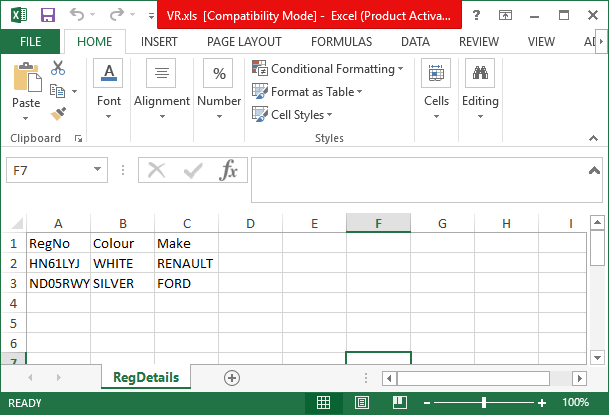 VR.xls [Compatibility Mode] - Excel (Product Activa...
FILE HOME INSERT PAGE LAYOUT FORMULAS DATA REVIEW VIEW
Paste
Font
Alignment
%
Number
Conditional Formatting
Format as Table
Cell Styles
Cells
Editing
Clipboard
Styles
F7
fx
A B C D E F G H I
1 RegNo Colour Make
2 HN61LYJ WHITE RENAULT
3 ND05RWY SILVER FORD
4
5
6
7
RegDetails
READY
100%